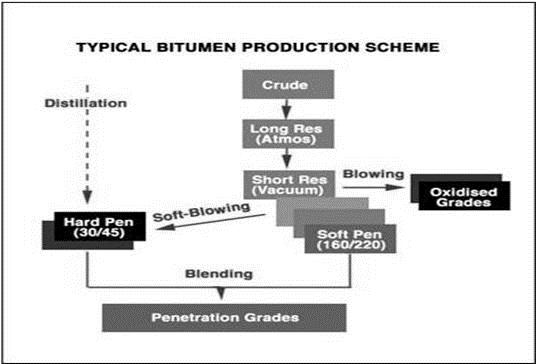 TYPICAL BITUMEN PRODUCTION SCHEME
Crude
Distillation
Long Res
(Atmos)
Short Res
(Vacuum)
Blowing
Oxidised
Grades
Hard Pen
(30/45)
Soft-Blowing
Soft Pen
(160/220)
Blending
Penetration Grades